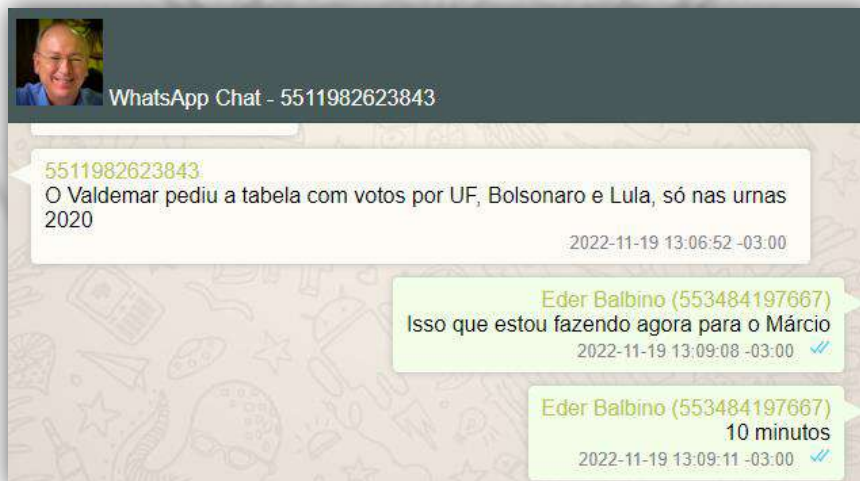 WhatsApp Chat - 5511982623843
5511982623843
O Valdemar pediu a tabela com votos por UF, Bolsonaro e Lula, só nas urnas
2020
2022-11-19 13:06:52 -03:00
Eder Balbino (553484197667)
Isso que estou fazendo agora para o Márcio
2022-11-19 13:09:08 -03:00
Eder Balbino (553484197667)
10 minutos
2022-11-19 13:09:11 -03:00